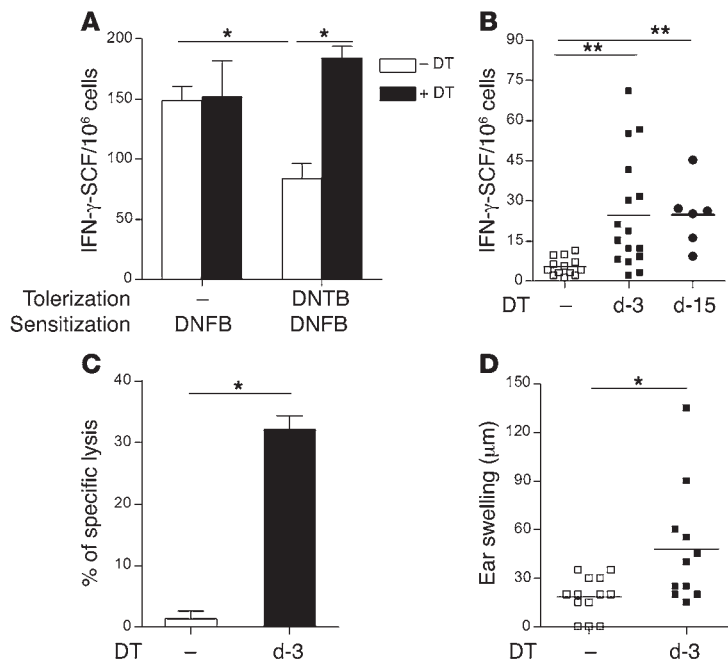 A
IFN-γ-SCF/10⁶ cells
200
150
100
50
0
*
*
– DT
+ DT
Tolerization – DNTB
Sensitization DNFB DNFB
B
IFN-γ-SCF/10⁶ cells
90
75
60
45
30
15
0
**
**
DT – d-3 d-15
C
% of specific lysis
40
30
20
10
0
*
DT – d-3
D
Ear swelling (μm)
150
120
90
60
30
0
*
DT – d-3